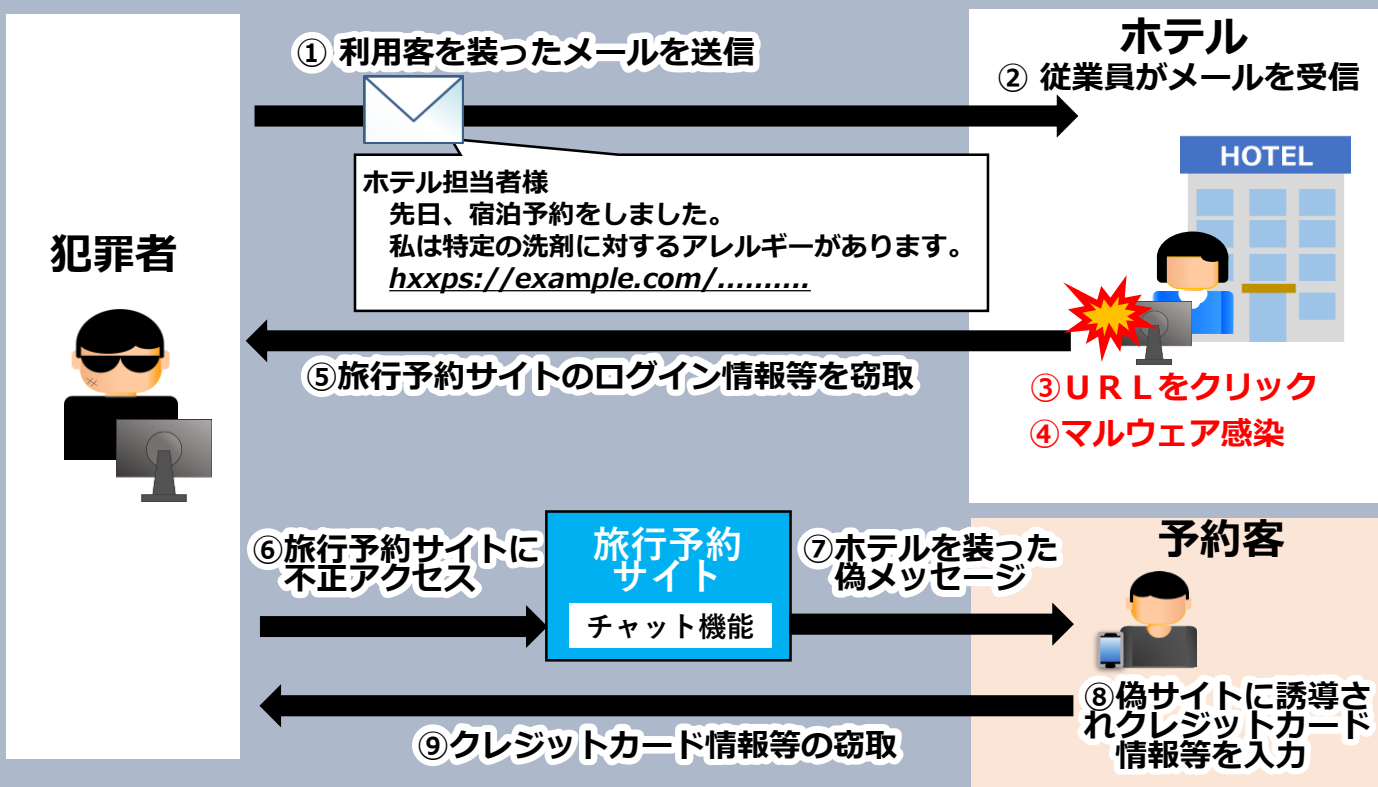 ① 利用客を装ったメールを送信
ホテル
② 従業員がメールを受信
HOTEL
ホテル担当者様
先日、宿泊予約をしました。
私は特定の洗剤に対するアレルギーがあります。
hxxps://example.com/..........
犯罪者
⑤旅行予約サイトのログイン情報等を窃取
③ＵＲＬをクリック
④マルウェア感染
⑥旅行予約サイトに
不正アクセス
旅行予約
サイト
チャット機能
⑦ホテルを装った
偽メッセージ
予約客
⑧偽サイトに誘導さ
れクレジットカード
情報等を入力
⑨クレジットカード情報等の窃取